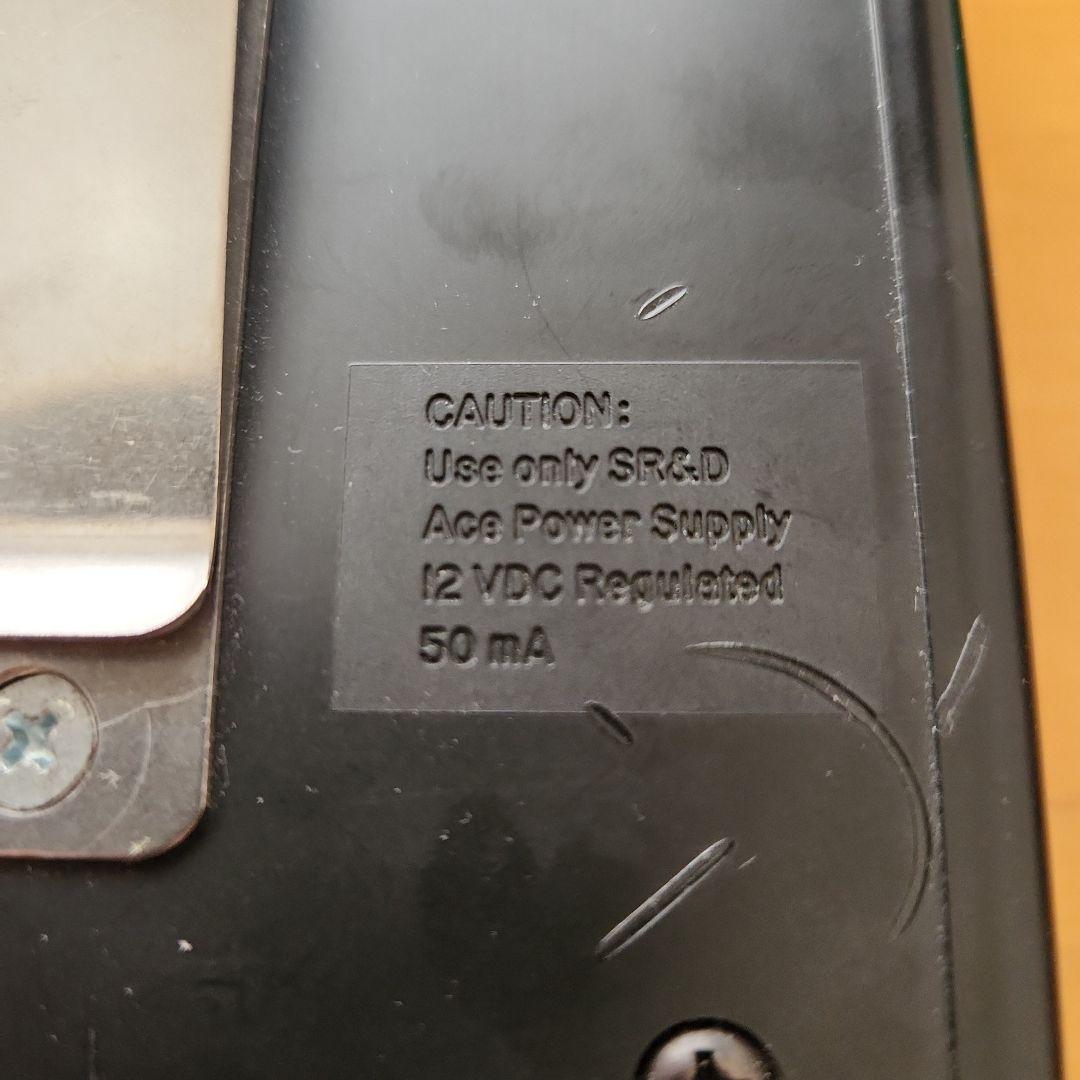 CAUTION:
Use only SR&D
Ace Power Supply
12 VDC Regulated
50 mA